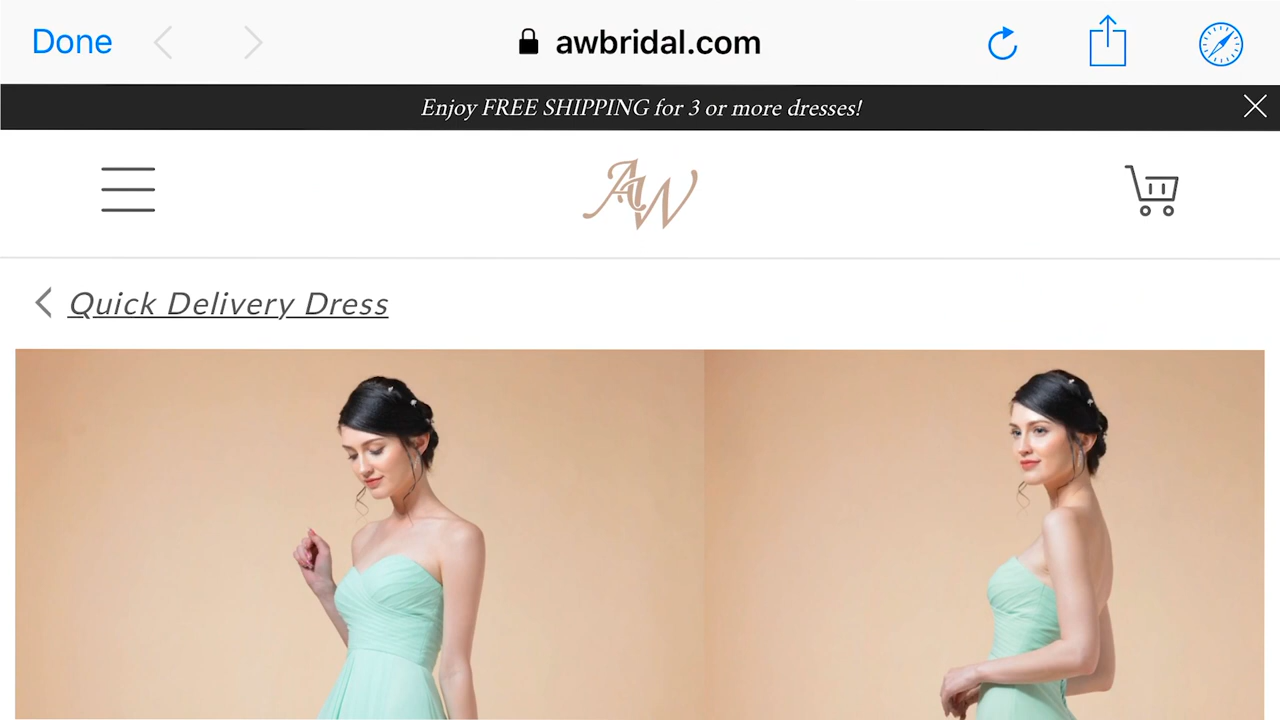 Done
awbridal.com
Enjoy FREE SHIPPING for 3 or more dresses!
AW
Quick Delivery Dress